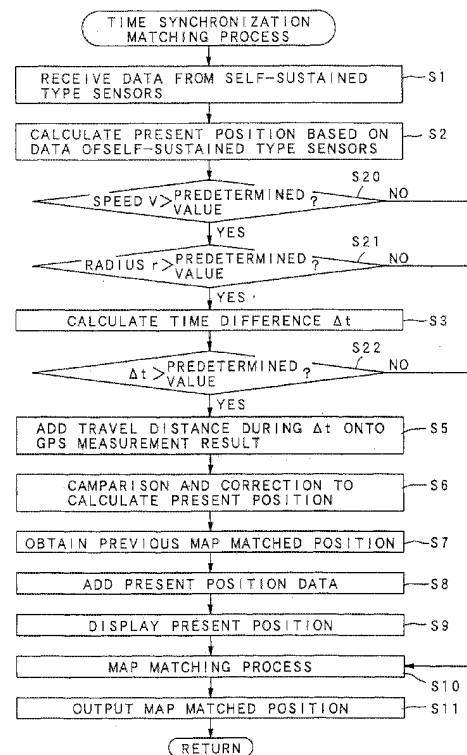 TIME SYNCHRONIZATION
MATCHING PROCESS
RECEIVE DATA FROM SELF-SUSTAINED
TYPE SENSORS
S1
CALCULATE PRESENT POSITION BASED ON
DATA OFSELF-SUSTAINED TYPE SENSORS
S2
S20
SPEED V > PREDETERMINED
VALUE ?
NO
YES
S21
RADIUS r > PREDETERMINED
VALUE ?
NO
YES
CALCULATE TIME DIFFERENCE Δt
S3
S22
Δt > PREDETERMINED
VALUE ?
NO
YES
ADD TRAVEL DISTANCE DURING Δt ONTO
GPS MEASUREMENT RESULT
S5
CAMPARISON AND CORRECTION TO
CALCULATE PRESENT POSITION
S6
OBTAIN PREVIOUS MAP MATCHED POSITION
S7
ADD PRESENT POSITION DATA
S8
DISPLAY PRESENT POSITION
S9
MAP MATCHING PROCESS
S10
OUTPUT MAP MATCHED POSITION
S11
RETURN